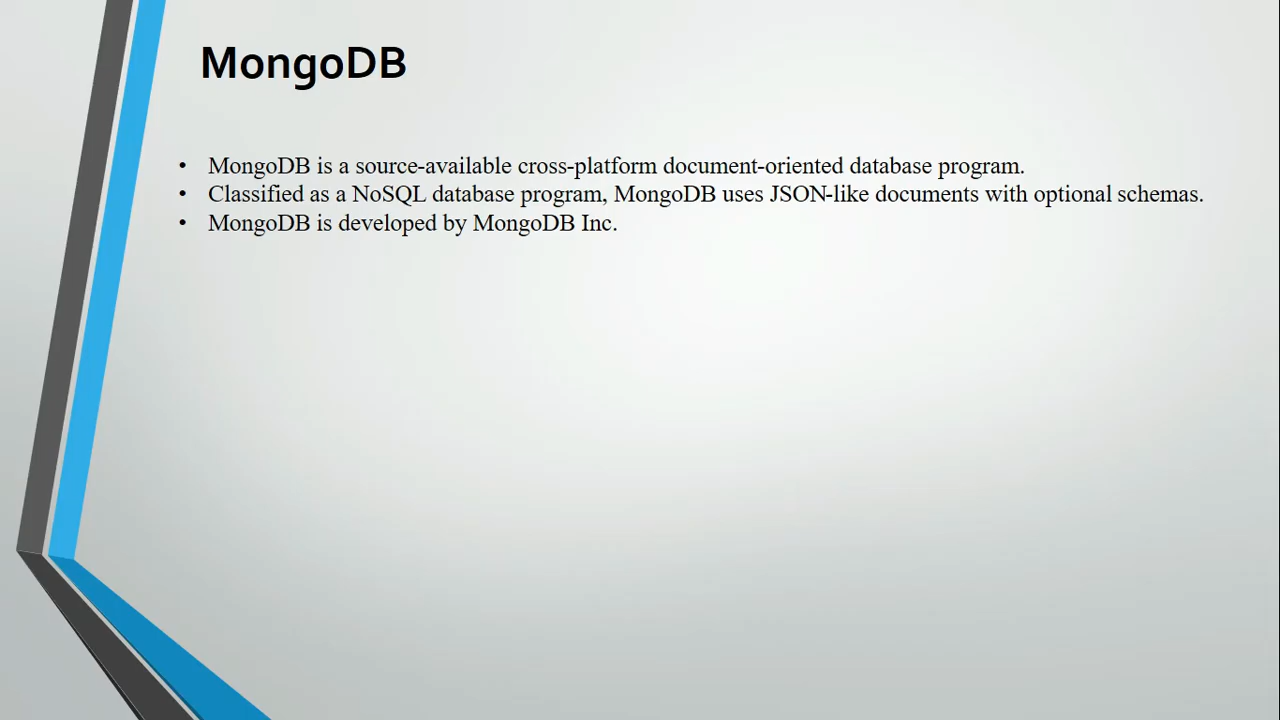 MongoDB
• MongoDB is a source-available cross-platform document-oriented database program.
• Classified as a NoSQL database program, MongoDB uses JSON-like documents with optional schemas.
• MongoDB is developed by MongoDB Inc.